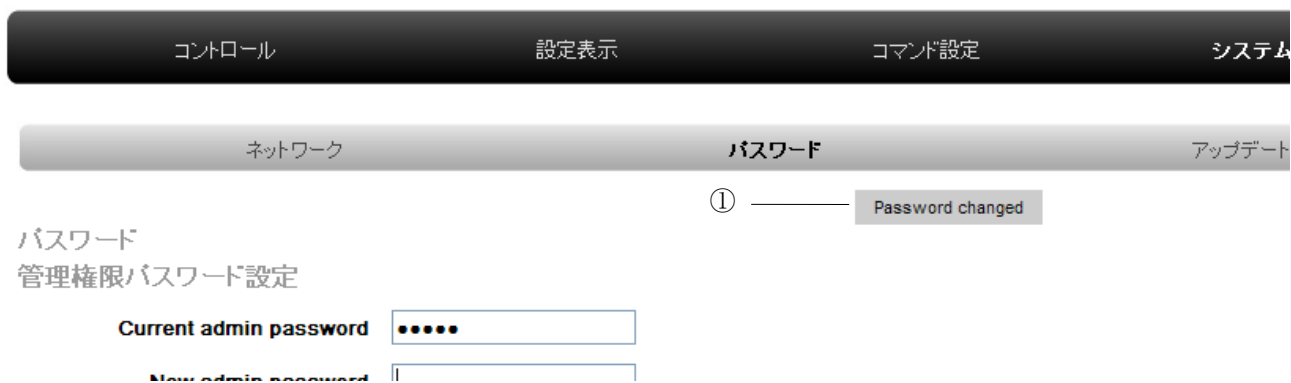 コントロール 設定表示 コマンド設定 システム
ネットワーク パスワード アップデート
① Password changed
パスワード
管理権限パスワード設定
Current admin password •••••
New admin password